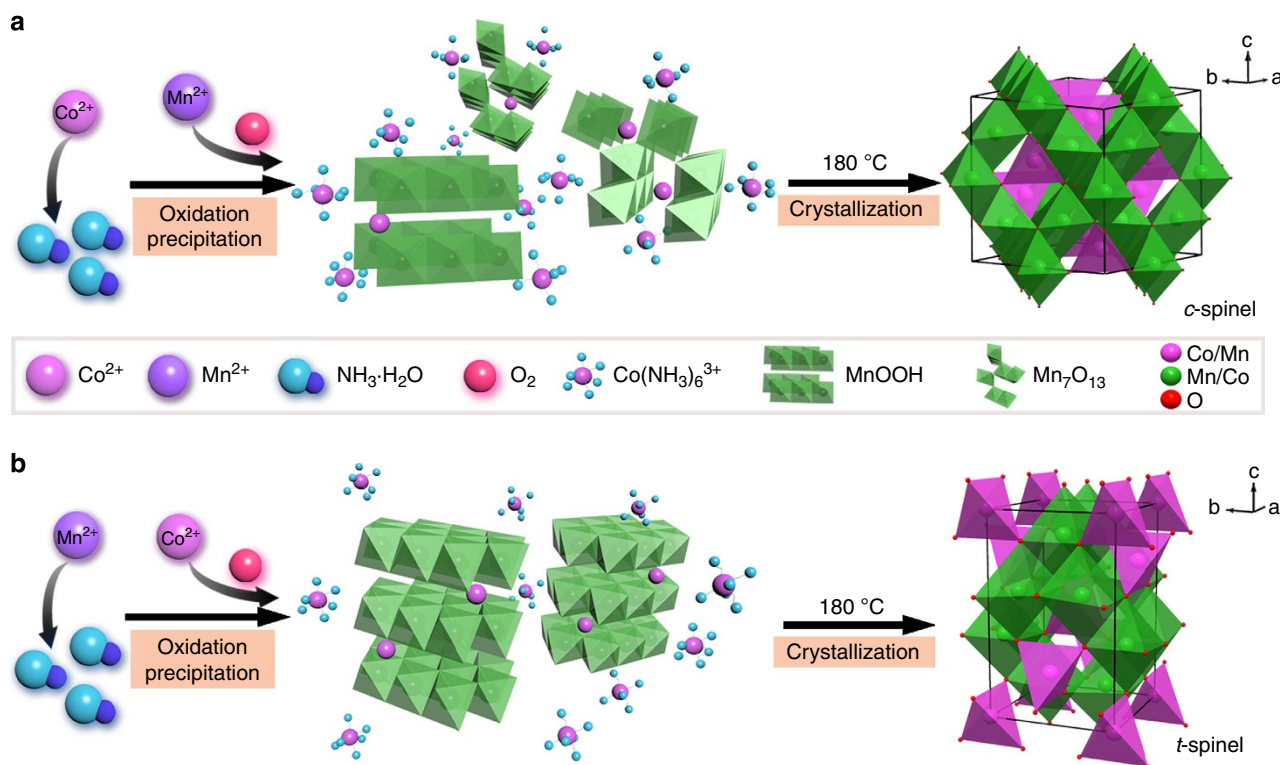 a
Co²⁺
Mn²⁺
Oxidation
precipitation
180 °C
Crystallization
c
b
a
c-spinel
Co²⁺
Mn²⁺
NH₃·H₂O
O₂
Co(NH₃)₆³⁺
MnOOH
Mn₇O₁₃
Co/Mn
Mn/Co
O
b
Mn²⁺
Co²⁺
Oxidation
precipitation
180 °C
Crystallization
c
b
a
t-spinel